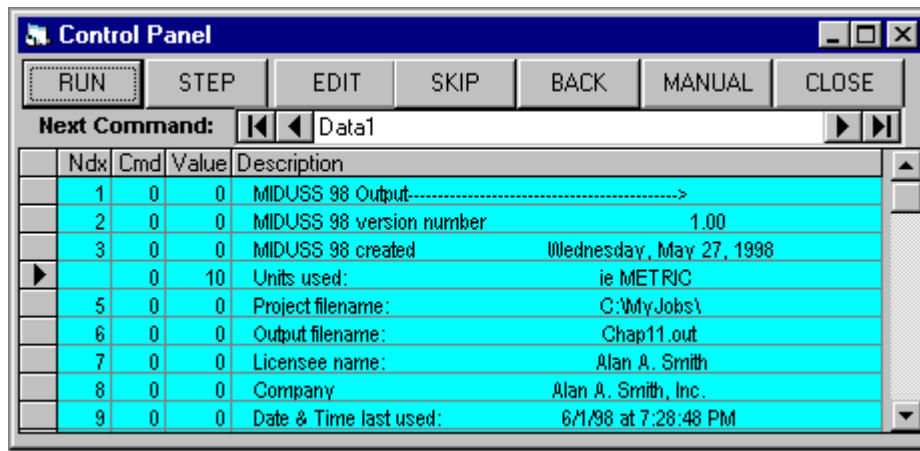 Control Panel
RUN STEP EDIT SKIP BACK MANUAL CLOSE
Next Command: Data1
Ndx Cmd Value Description
1 0 0 MIDUSS 98 Output------------------------------------------->
2 0 0 MIDUSS 98 version number 1.00
3 0 0 MIDUSS 98 created Wednesday, May 27, 1998
0 10 Units used: ie METRIC
5 0 0 Project filename: C:\MyJobs\
6 0 0 Output filename: Chap11.out
7 0 0 Licensee name: Alan A. Smith
8 0 0 Company Alan A. Smith, Inc.
9 0 0 Date & Time last used: 6/1/98 at 7:28:48 PM